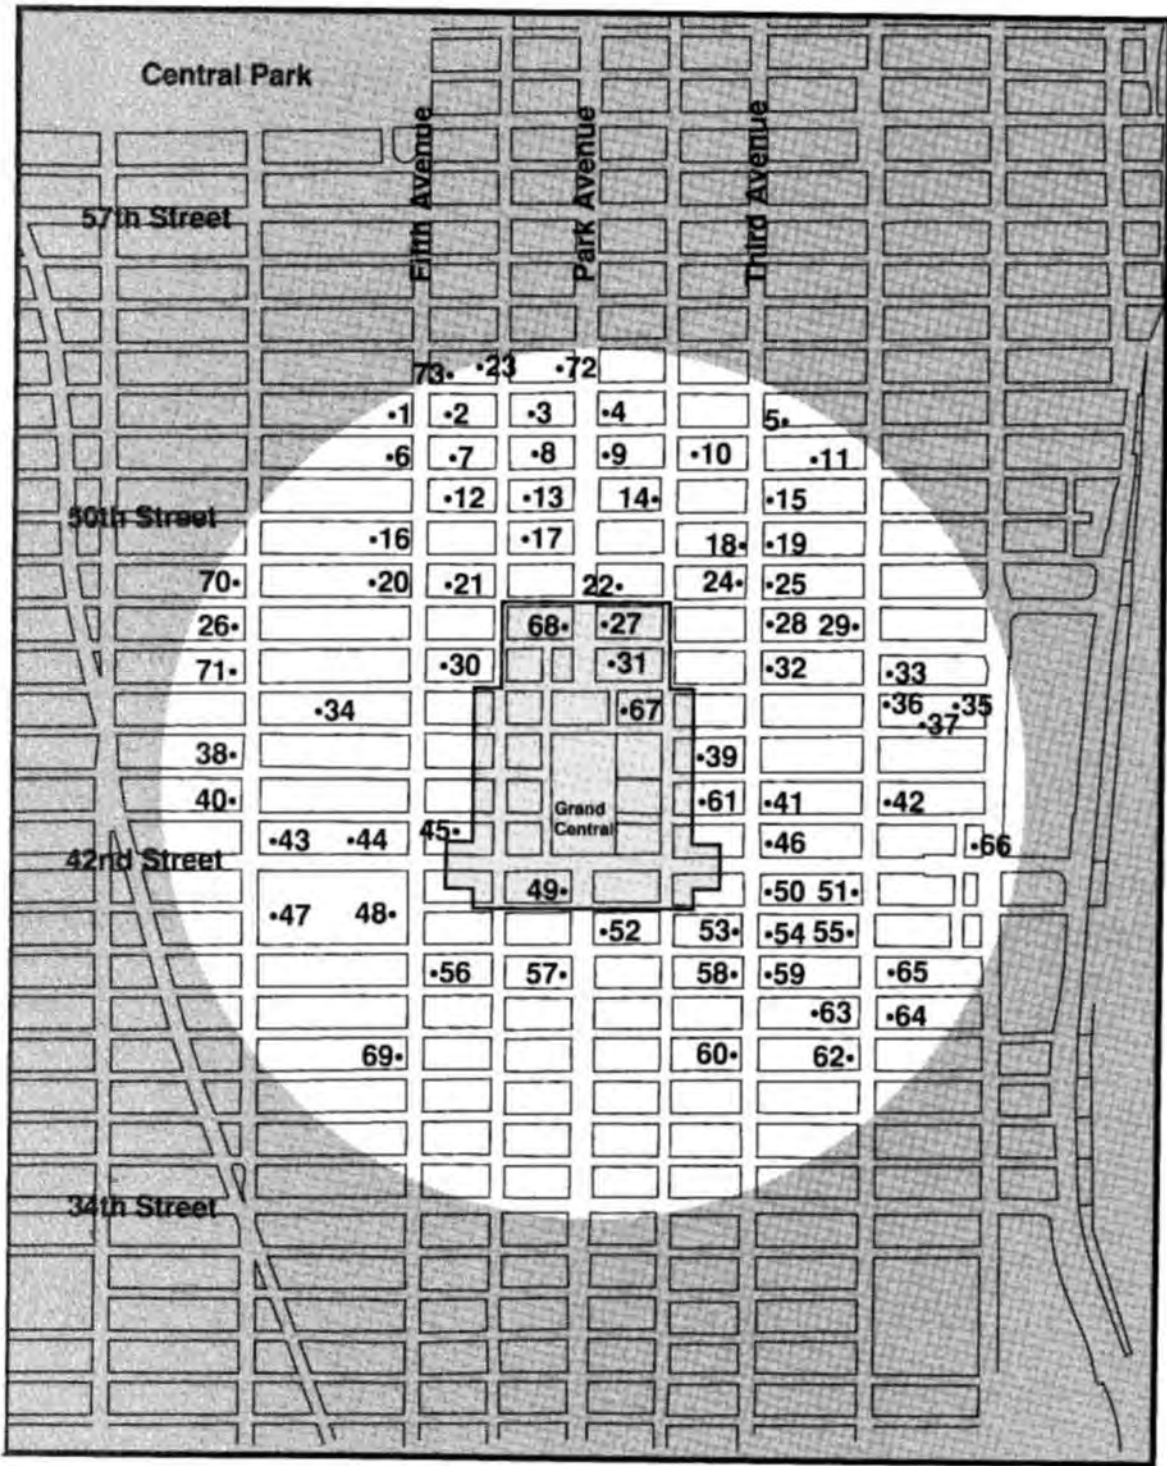 Central Park
Fifth Avenue
Park Avenue
Third Avenue
57th Street
73 23 72
1 2 3 4 5
6 7 8 9 10 11
12 13 14 15
50th Street
16 17 18 19
70 20 21 22 24 25
26 68 27 28 29
71 30 31 32 33
34 67 36 35
37
38 39
40 61 41 42
Grand
Central
43 44 45 46 66
42nd Street
49 50 51
47 48 52 53 54 55
56 57 58 59 65
63 64
69 60 62
34th Street